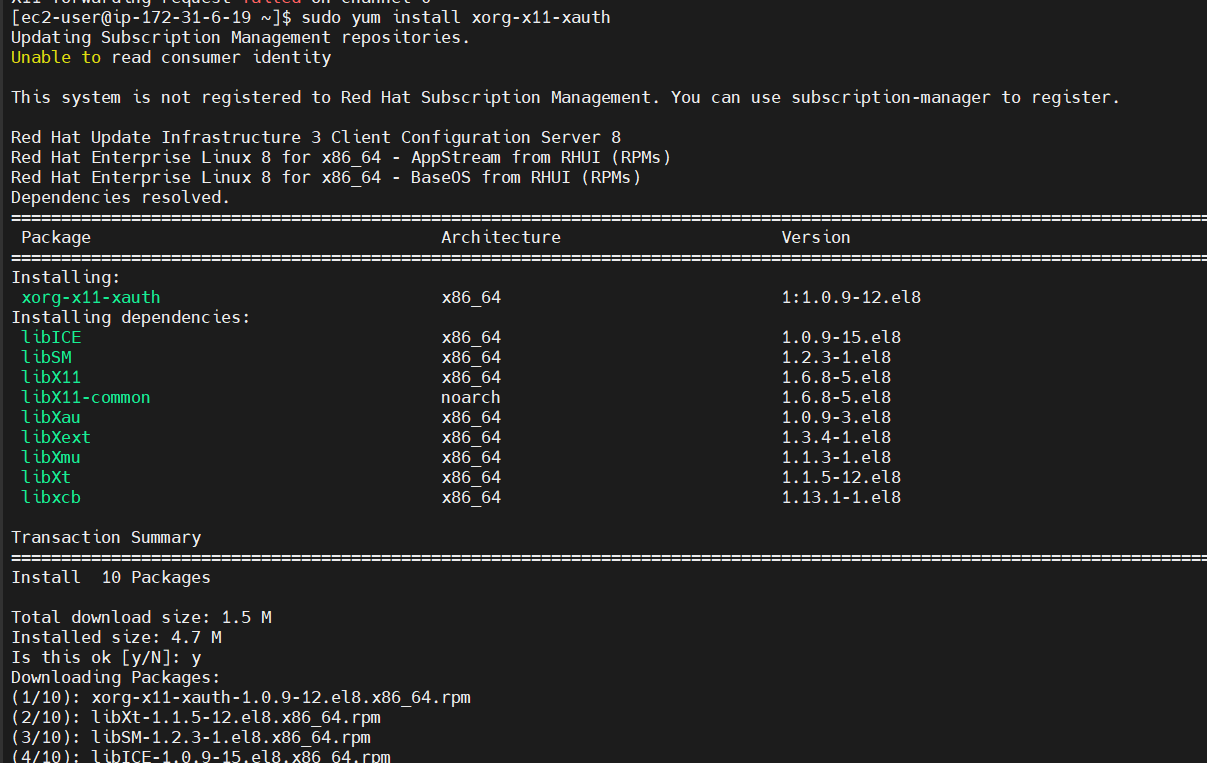 X11 forwarding request failed on channel 0
[ec2-user@ip-172-31-6-19 ~]$ sudo yum install xorg-x11-xauth
Updating Subscription Management repositories.
Unable to read consumer identity
This system is not registered to Red Hat Subscription Management. You can use subscription-manager to register.
Red Hat Update Infrastructure 3 Client Configuration Server 8
Red Hat Enterprise Linux 8 for x86_64 - AppStream from RHUI (RPMs)
Red Hat Enterprise Linux 8 for x86_64 - BaseOS from RHUI (RPMs)
Dependencies resolved.
Package Architecture Version
Installing:
xorg-x11-xauth x86_64 1:1.0.9-12.el8
Installing dependencies:
libICE x86_64 1.0.9-15.el8
libSM x86_64 1.2.3-1.el8
libX11 x86_64 1.6.8-5.el8
libX11-common noarch 1.6.8-5.el8
libXau x86_64 1.0.9-3.el8
libXext x86_64 1.3.4-1.el8
libXmu x86_64 1.1.3-1.el8
libXt x86_64 1.1.5-12.el8
libxcb x86_64 1.13.1-1.el8
Transaction Summary
Install 10 Packages
Total download size: 1.5 M
Installed size: 4.7 M
Is this ok [y/N]: y
Downloading Packages:
(1/10): xorg-x11-xauth-1.0.9-12.el8.x86_64.rpm
(2/10): libXt-1.1.5-12.el8.x86_64.rpm
(3/10): libSM-1.2.3-1.el8.x86_64.rpm
(4/10): libICE-1.0.9-15.el8.x86_64.rpm